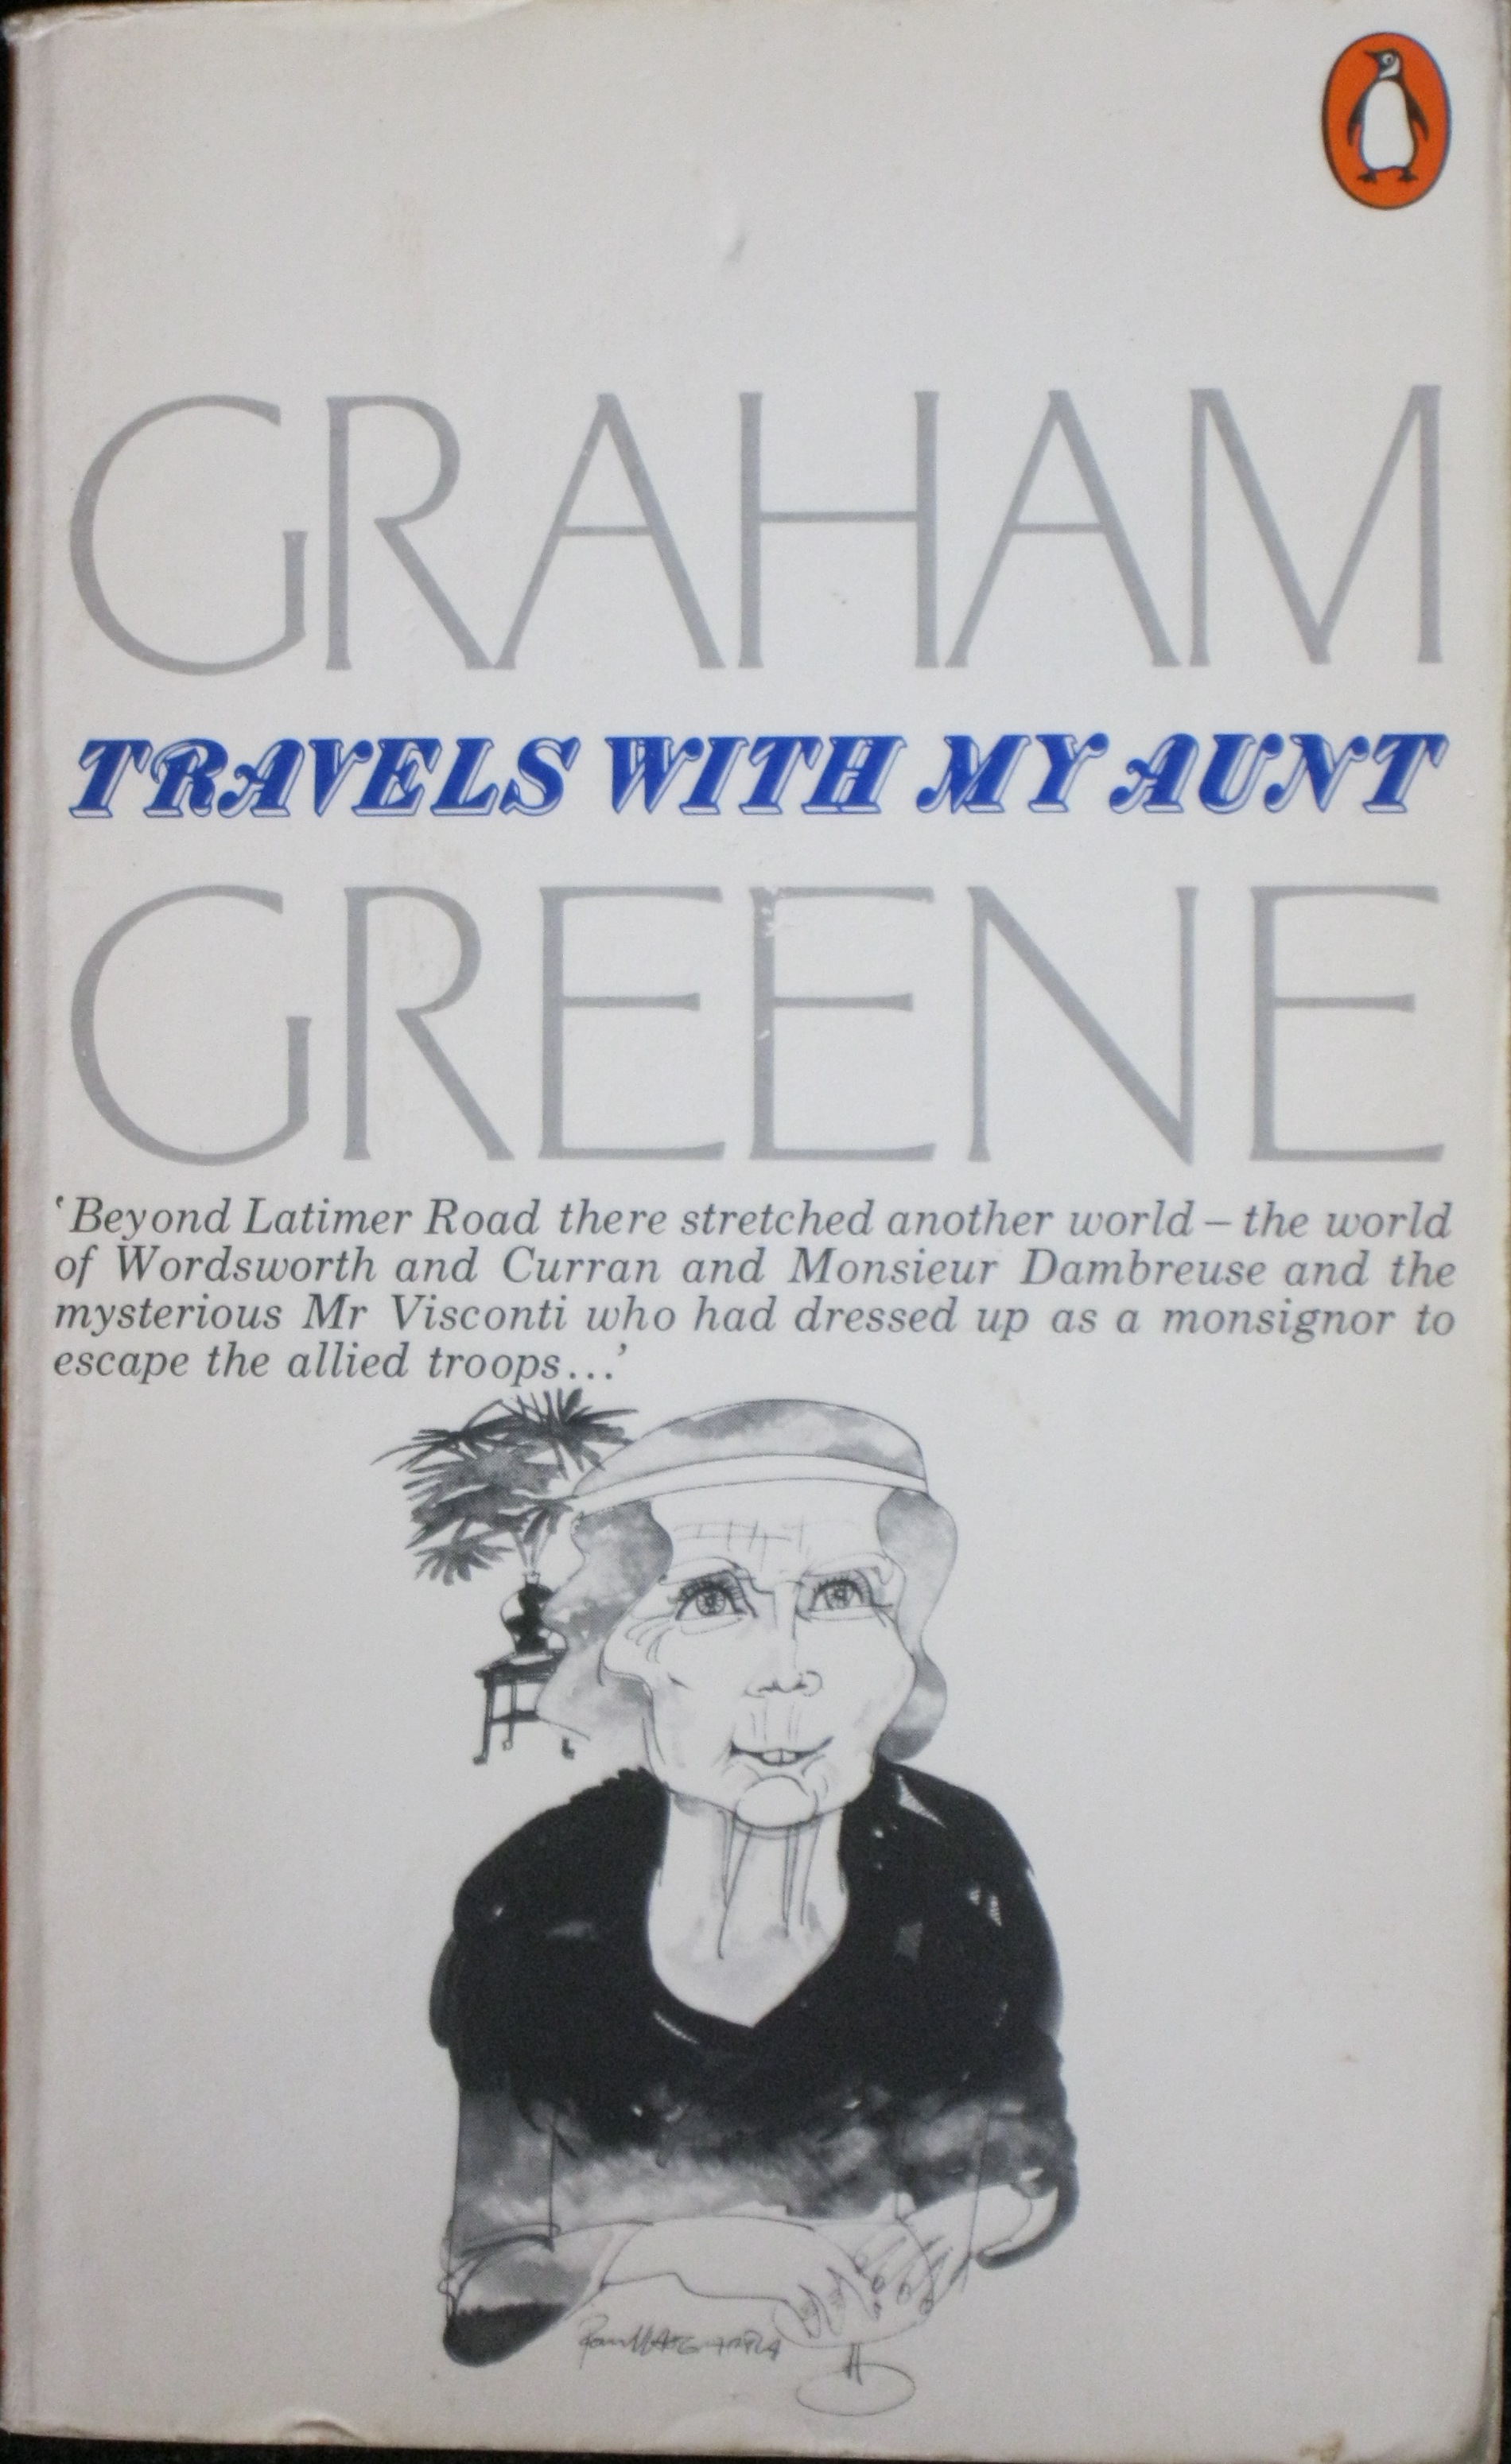 GRAHAM
TRAVELS WITH MY AUNT
GREENE
‘Beyond Latimer Road there stretched another world – the world
of Wordsworth and Curran and Monsieur Dambreuse and the
mysterious Mr Visconti who had dressed up as a monsignor to
escape the allied troops...’